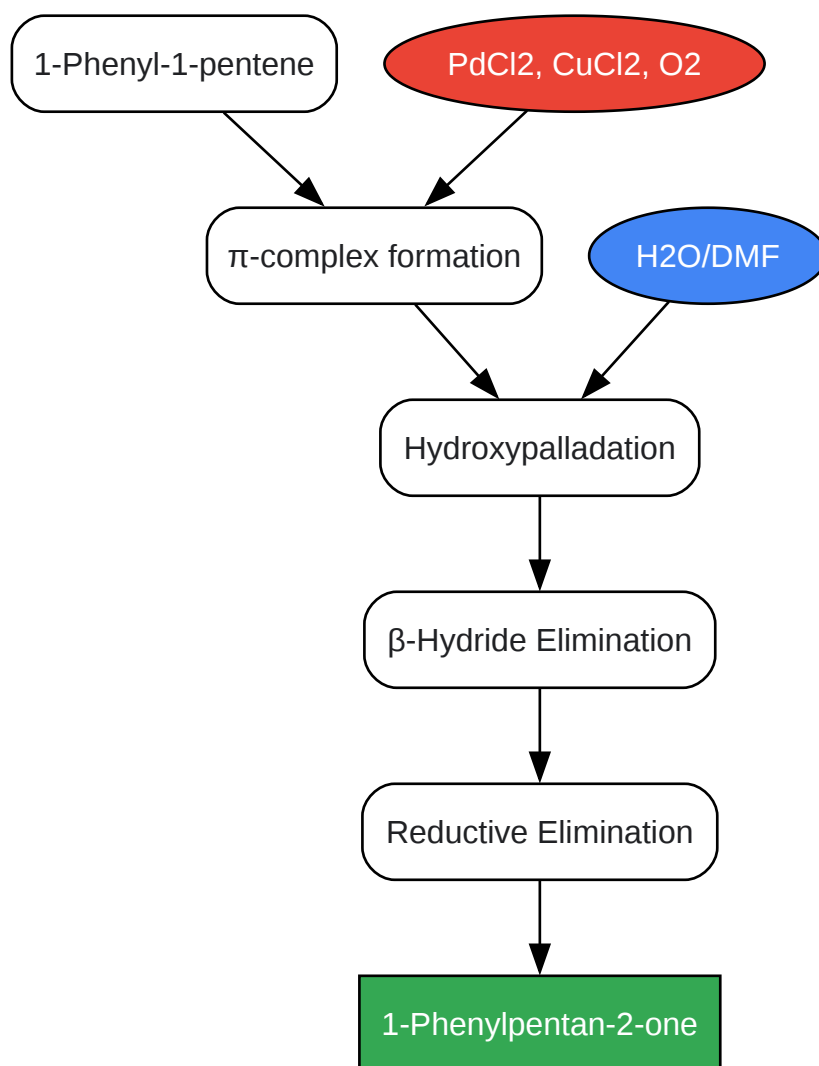 1-Phenyl-1-pentene
PdCl2, CuCl2, O2
π-complex formation
H2O/DMF
Hydroxypalladation
β-Hydride Elimination
Reductive Elimination
1-Phenylpentan-2-one